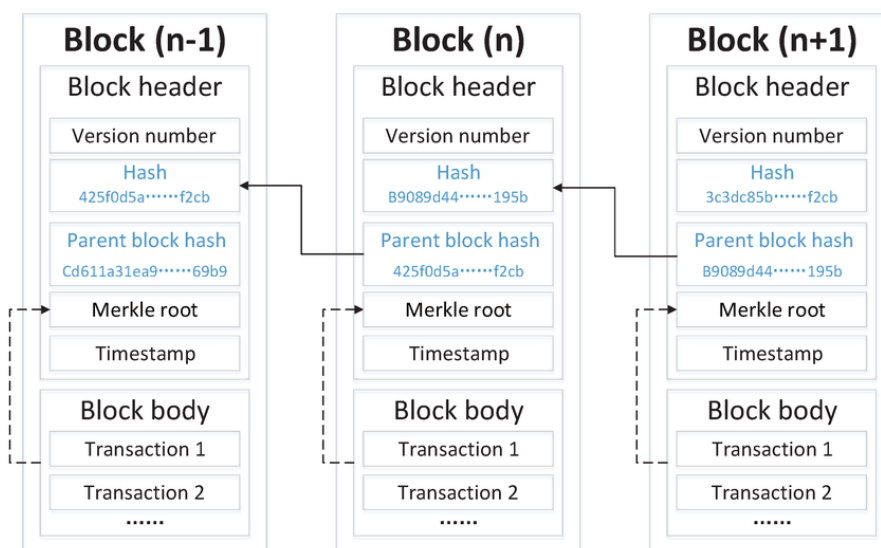 Block (n-1)
Block header
Version number
Hash
425f0d5a······f2cb
Parent block hash
Cd611a31ea9······69b9
Merkle root
Timestamp
Block body
Transaction 1
Transaction 2
······
Block (n)
Block header
Version number
Hash
B9089d44······195b
Parent block hash
425f0d5a······f2cb
Merkle root
Timestamp
Block body
Transaction 1
Transaction 2
······
Block (n+1)
Block header
Version number
Hash
3c3dc85b······f2cb
Parent block hash
B9089d44······195b
Merkle root
Timestamp
Block body
Transaction 1
Transaction 2
······